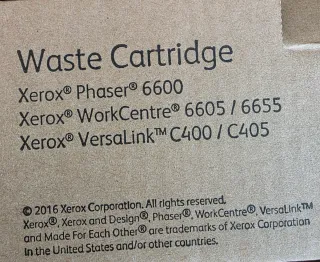 Waste Cartridge
Xerox® Phaser® 6600
Xerox® WorkCentre® 6605 / 6655
Xerox® VersaLink™ C400 / C405
© 2016 Xerox Corporation. All rights reserved.
Xerox®, Xerox and Design®, Phaser®, WorkCentre®, VersaLink™
and Made For Each Other® are trademarks of Xerox Corporation
in the United States and/or other countries.